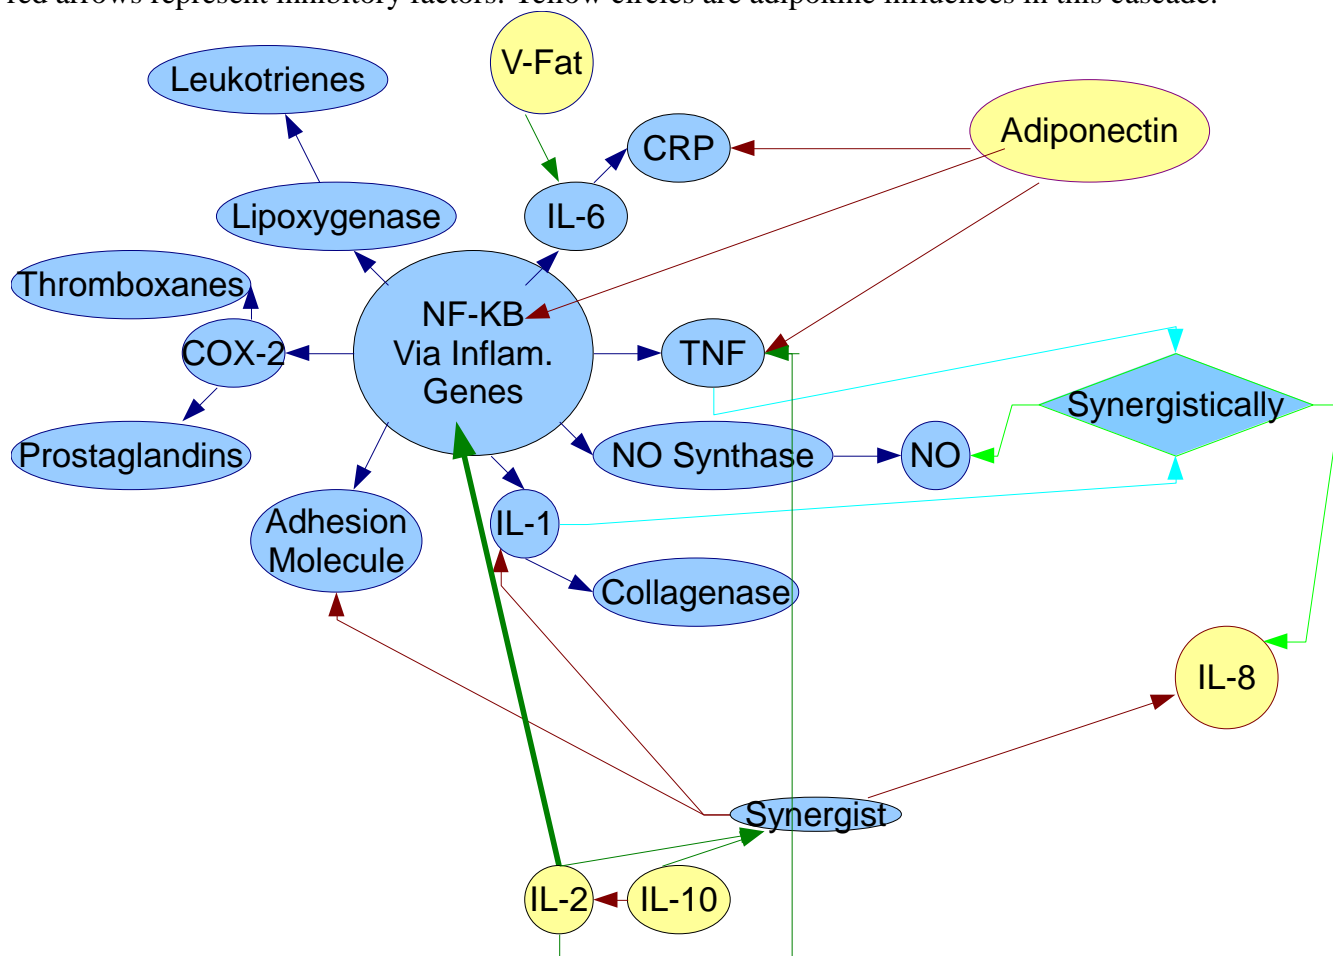 red arrows represent inhibitory factors. Yellow circles are adipokine influences in this cascade.
V-Fat
Leukotrienes
Adiponectin
CRP
Lipoxygenase
IL-6
Thromboxanes
NF-KB
Via Inflam.
Genes
COX-2
TNF
Synergistically
Prostaglandins
NO Synthase
NO
Adhesion
Molecule
IL-1
Collagenase
IL-8
Synergist
IL-2
IL-10